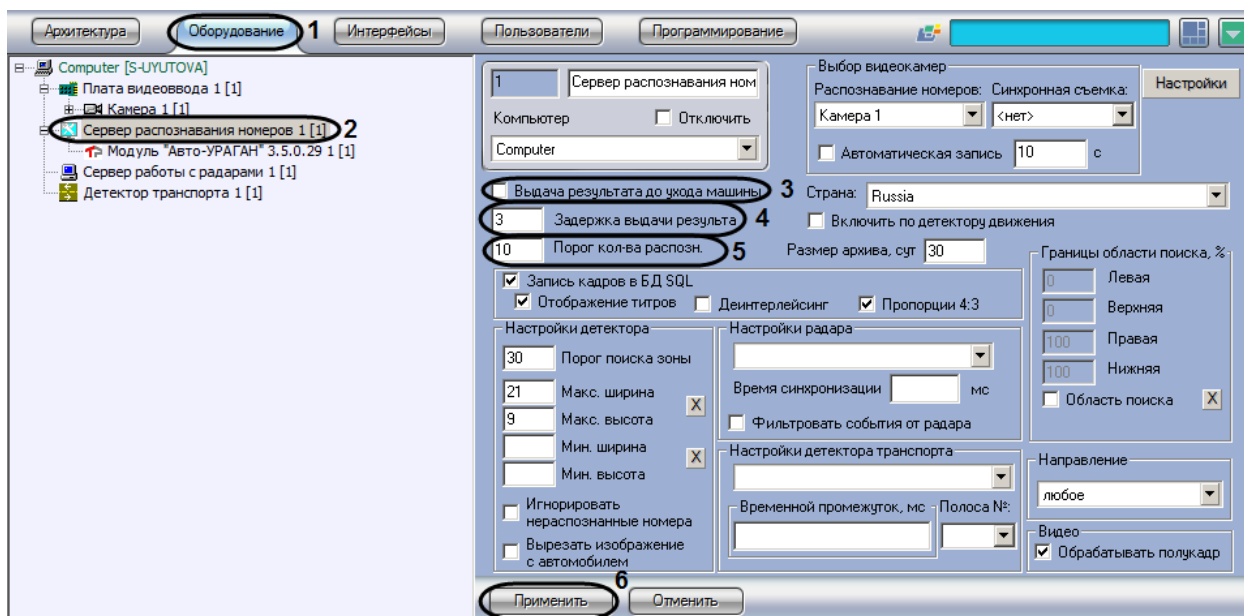 Архитектура
Оборудование
1
Интерфейсы
Пользователи
Программирование
Computer [S-UYUTOVA]
Плата видеоввода 1 [1]
Камера 1 [1]
Сервер распознавания номеров 1 [1]
2
Модуль "Авто-УРАГАН" 3.5.0.29 1 [1]
Сервер работы с радарами 1 [1]
Детектор транспорта 1 [1]
1
Сервер распознавания ном
Компьютер
Отключить
Computer
Выбор видеокамер
Распознавание номеров:
Синхронная съемка:
Камера 1
<нет>
Автоматическая запись
10
с
Настройки
Выдача результата до ухода машины
3
3
Задержка выдачи результа
4
10
Порог кол-ва распозн.
5
Страна:
Russia
Включить по детектору движения
Размер архива, сут
30
Запись кадров в БД SQL
Отображение титров
Деинтерлейсинг
Пропорции 4:3
Границы области поиска, %
0
Левая
0
Верхняя
100
Правая
100
Нижняя
Область поиска
X
Настройки детектора
30
Порог поиска зоны
21
Макс. ширина
X
9
Макс. высота
Мин. ширина
X
Мин. высота
Игнорировать
нераспознанные номера
Вырезать изображение
с автомобилем
Настройки радара
Время синхронизации
мс
Фильтровать события от радара
Настройки детектора транспорта
Временной промежуток, мс
Полоса №:
Направление
любое
Видео
Обрабатывать полукадр
6
Применить
Отменить